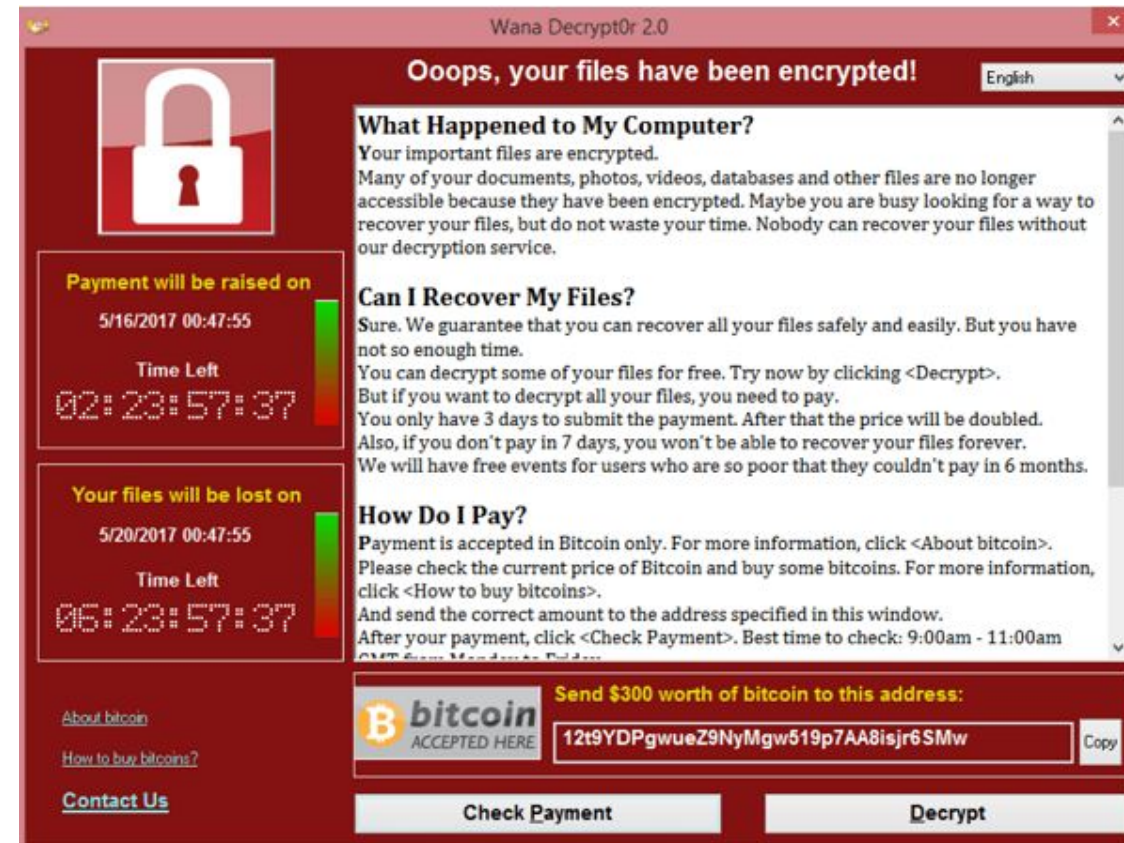 Wana Decrypt0r 2.0
Ooops, your files have been encrypted!
English
Payment will be raised on
5/16/2017 00:47:55
Time Left
02:23:57:37
Your files will be lost on
5/20/2017 00:47:55
Time Left
06:23:57:37
About bitcoin
How to buy bitcoins?
Contact Us
What Happened to My Computer?
Your important files are encrypted.
Many of your documents, photos, videos, databases and other files are no longer
accessible because they have been encrypted. Maybe you are busy looking for a way to
recover your files, but do not waste your time. Nobody can recover your files without
our decryption service.
Can I Recover My Files?
Sure. We guarantee that you can recover all your files safely and easily. But you have
not so enough time.
You can decrypt some of your files for free. Try now by clicking <Decrypt>.
But if you want to decrypt all your files, you need to pay.
You only have 3 days to submit the payment. After that the price will be doubled.
Also, if you don't pay in 7 days, you won't be able to recover your files forever.
We will have free events for users who are so poor that they couldn't pay in 6 months.
How Do I Pay?
Payment is accepted in Bitcoin only. For more information, click <About bitcoin>.
Please check the current price of Bitcoin and buy some bitcoins. For more information,
click <How to buy bitcoins>.
And send the correct amount to the address specified in this window.
After your payment, click <Check Payment>. Best time to check: 9:00am - 11:00am
GMT from Monday to Friday
bitcoin
ACCEPTED HERE
Send $300 worth of bitcoin to this address:
12t9YDPgwueZ9NyMgw519p7AA8isjr6SMw
Copy
Check Payment
Decrypt